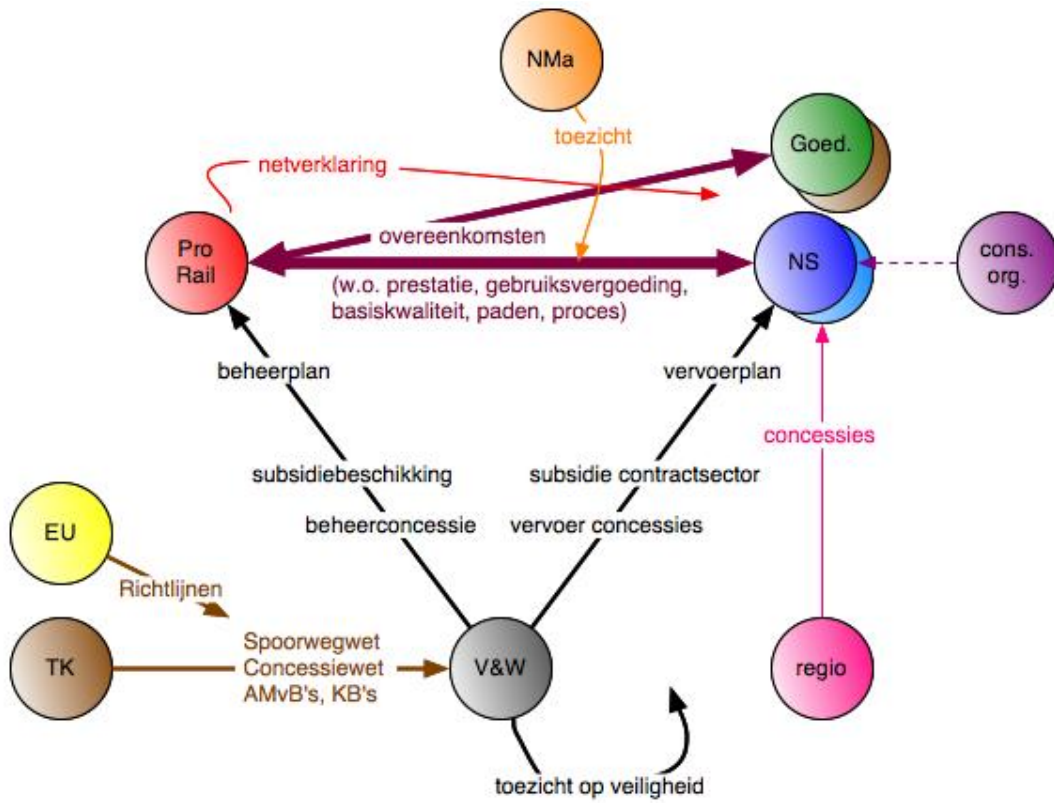 NMa
toezicht
Goed.
netverklaring
Pro
Rail
overeenkomsten
NS
cons.
org.
(w.o. prestatie, gebruiksvergoeding,
basiskwaliteit, paden, proces)
beheerplan
vervoerplan
concessies
subsidiebeschikking
subsidie contractsector
beheerconcessie
vervoer concessies
EU
Richtlijnen
TK
Spoorwegwet
Concessiewet
AMvB's, KB's
V&W
regio
toezicht op veiligheid